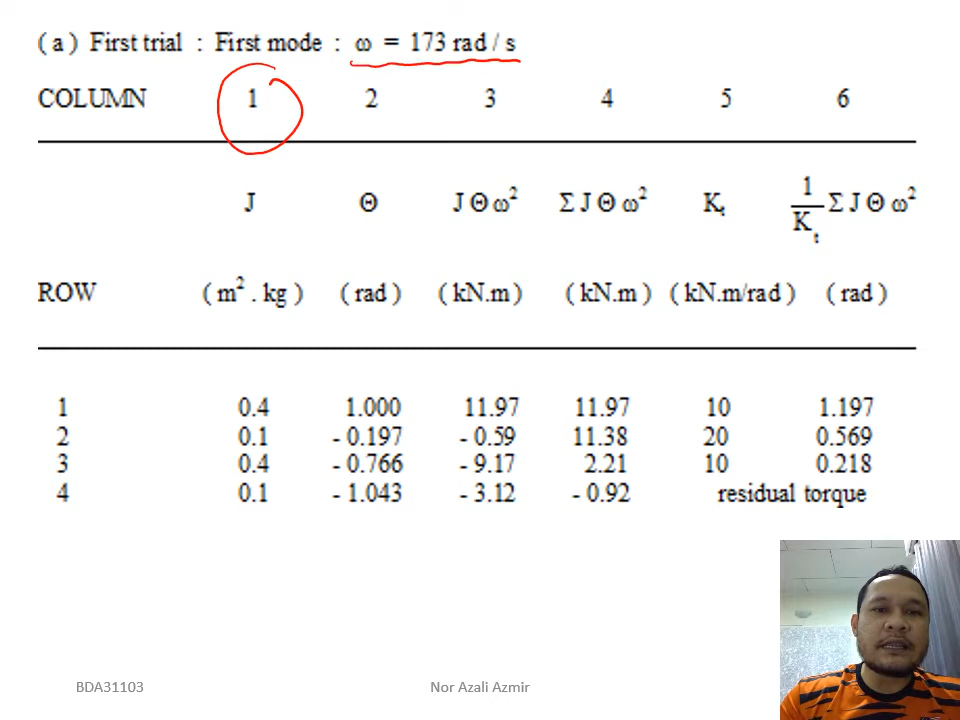 ( a ) First trial : First mode : ω = 173 rad / s
COLUMN 1 2 3 4 5 6
J Θ J Θ ω² Σ J Θ ω² Kₜ 1/Kₜ Σ J Θ ω²
ROW ( m² . kg ) ( rad ) ( kN.m ) ( kN.m ) ( kN.m/rad ) ( rad )
1 0.4 1.000 11.97 11.97 10 1.197
2 0.1 - 0.197 - 0.59 11.38 20 0.569
3 0.4 - 0.766 - 9.17 2.21 10 0.218
4 0.1 - 1.043 - 3.12 - 0.92 residual torque
BDA31103 Nor Azali Azmir